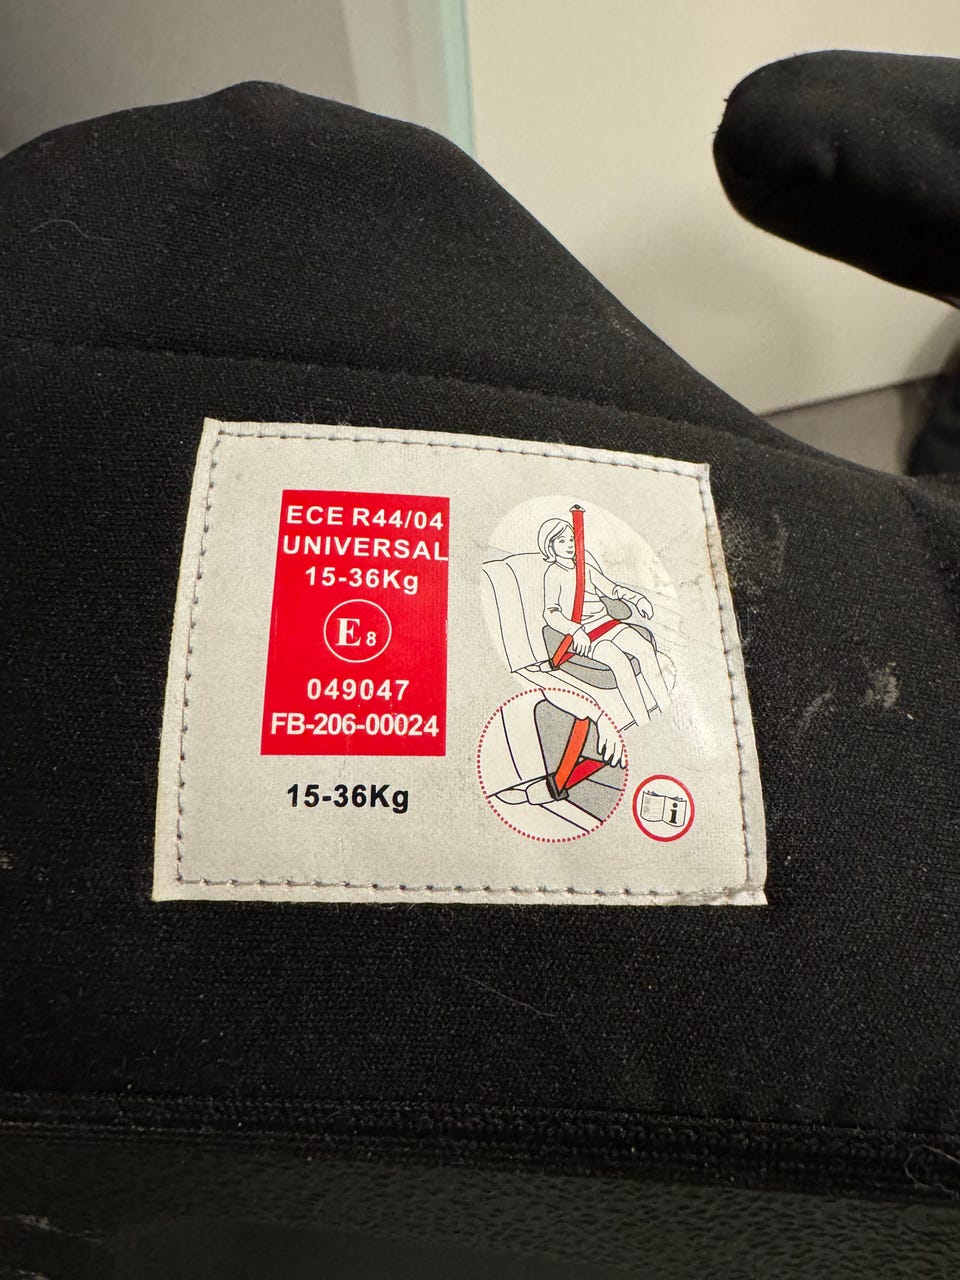 ECE R44/04
UNIVERSAL
15-36Kg
E8
049047
FB-206-00024
15-36Kg
i